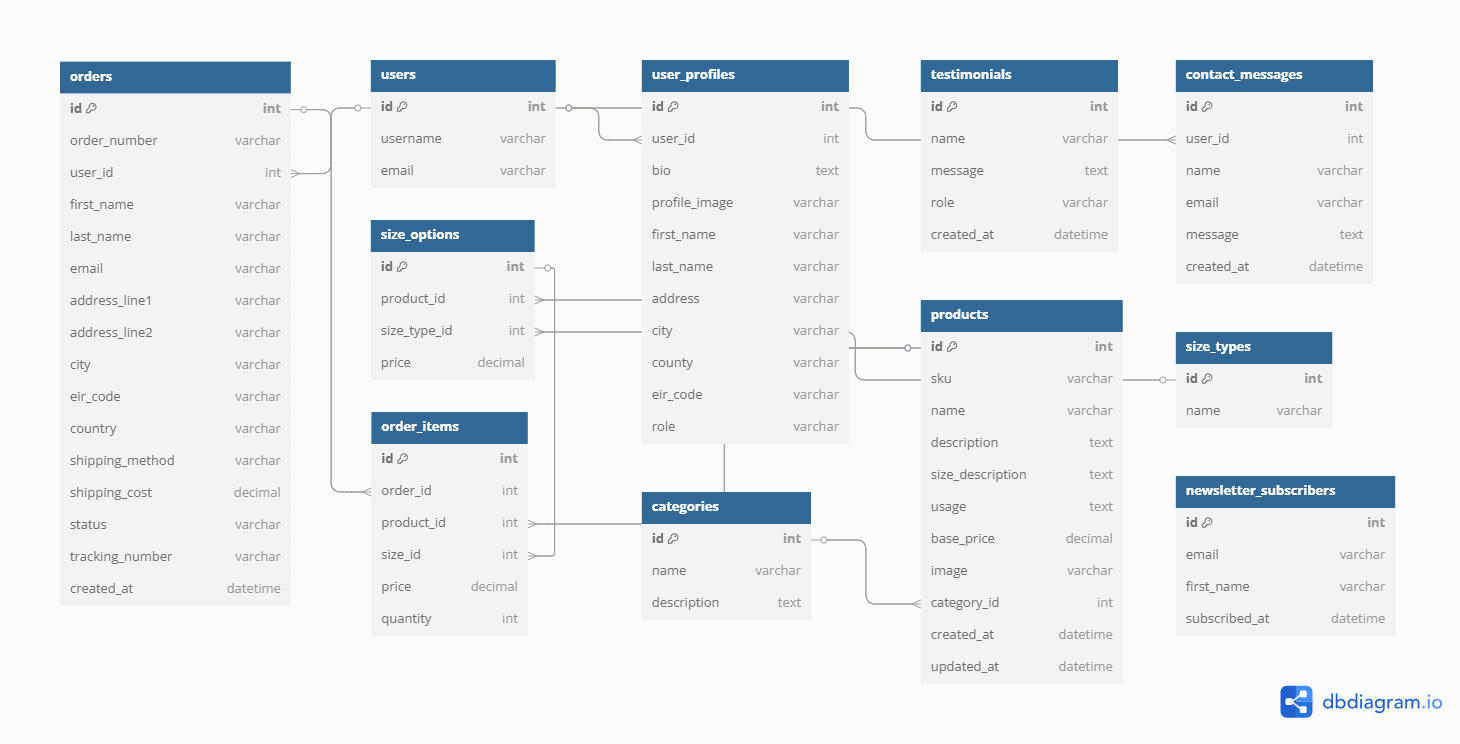 orders
id int
order_number varchar
user_id int
first_name varchar
last_name varchar
email varchar
address_line1 varchar
address_line2 varchar
city varchar
eir_code varchar
country varchar
shipping_method varchar
shipping_cost decimal
status varchar
tracking_number varchar
created_at datetime
users
id int
username varchar
email varchar
size_options
id int
product_id int
size_type_id int
price decimal
order_items
id int
order_id int
product_id int
size_id int
price decimal
quantity int
user_profiles
id int
user_id int
bio text
profile_image varchar
first_name varchar
last_name varchar
address varchar
city varchar
county varchar
eir_code varchar
role varchar
categories
id int
name varchar
description text
testimonials
id int
name varchar
message text
role varchar
created_at datetime
products
id int
sku varchar
name varchar
description text
size_description text
usage text
base_price decimal
image varchar
category_id int
created_at datetime
updated_at datetime
contact_messages
id int
user_id int
name varchar
email varchar
message text
created_at datetime
size_types
id int
name varchar
newsletter_subscribers
id int
email varchar
first_name varchar
subscribed_at datetime
dbdiagram.io